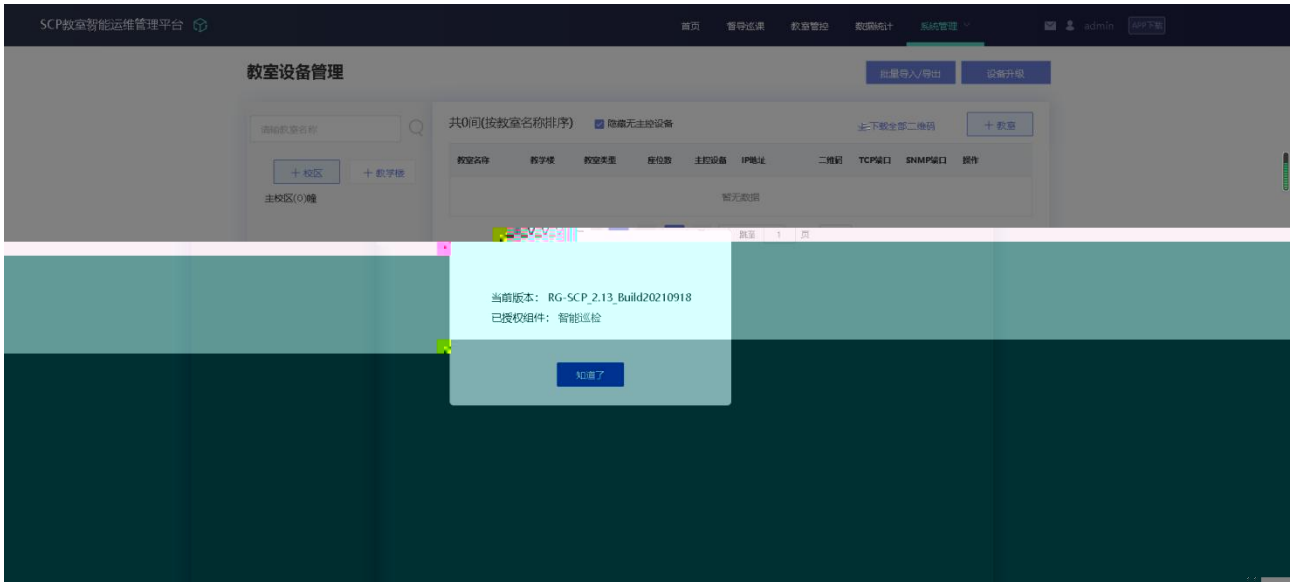 SCP教室智能运维管理平台
首页 督导巡课 教室管控 数据统计 系统管理 admin APP下载
教室设备管理 批量导入/导出 设备升级
请输教室名称
共0间(按教室名称排序) 隐藏无主控设备 下载全部二维码 + 教室
+ 校区 + 教学楼
主校区(0)幢
教室名称 教学楼 教室类型 座位数 主控设备 IP地址 二维码 TCP端口 SNMP端口 操作
暂无数据
跳至 1 页
当前版本: RG-SCP_2.13_Build20210918
已授权组件: 智能巡检
知道了